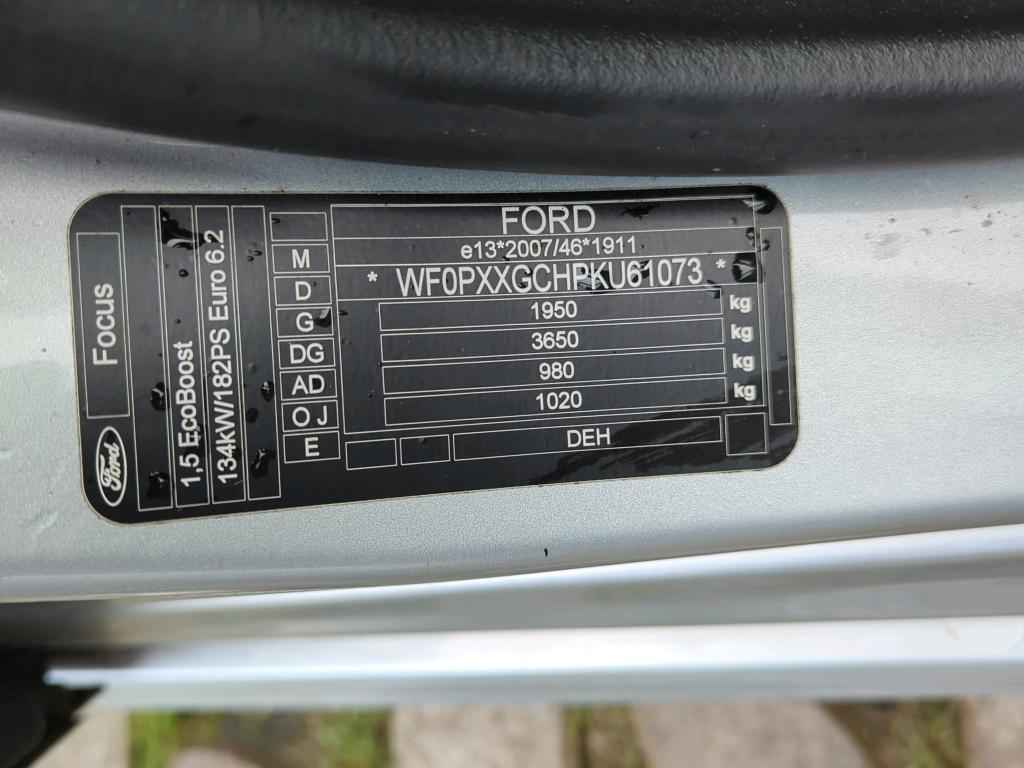 FORD
e13*2007/46*1911
* WF0PXXGCHPKU61073 *
1950 kg
3650 kg
980 kg
1020 kg
DEH
M
D
G J
DG
AD
O J
E
Focus
1,5 EcoBoost
134kW/182PS Euro 6.2
Ford